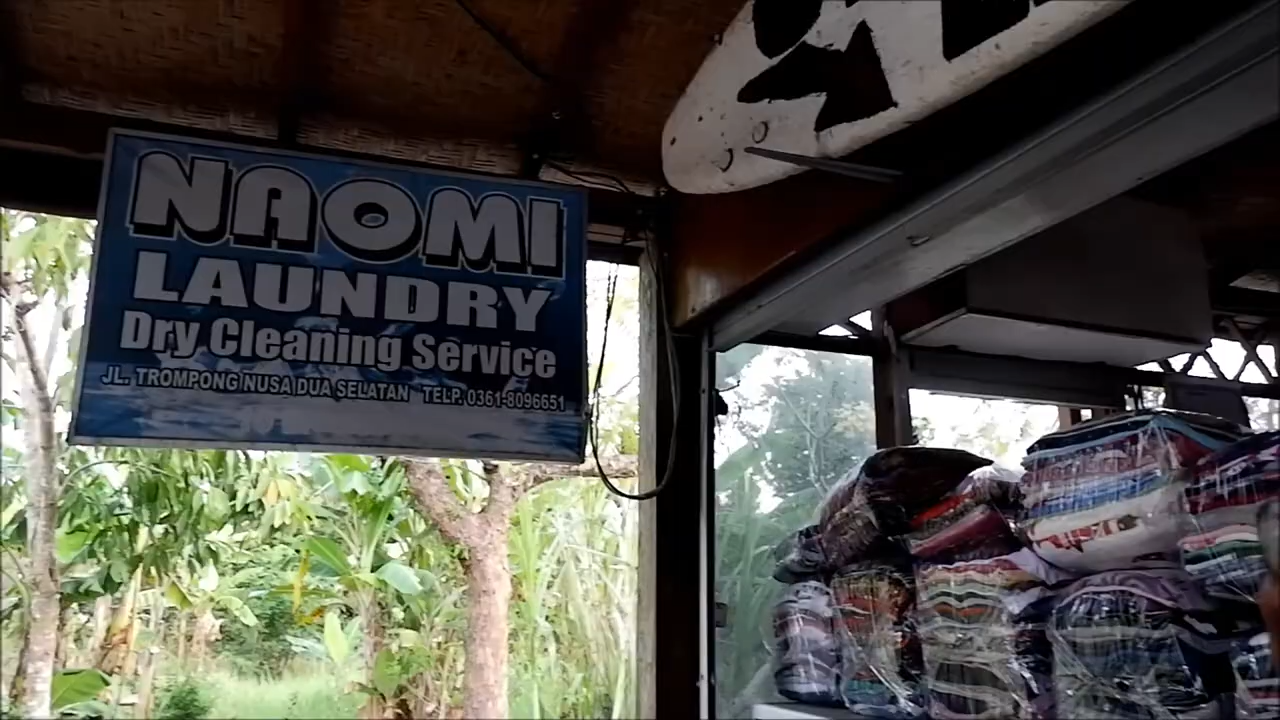 NAOMI
LAUNDRY
Dry Cleaning Service
JL. TROMPONG NUSA DUA SELATAN TELP. 0361-8096651